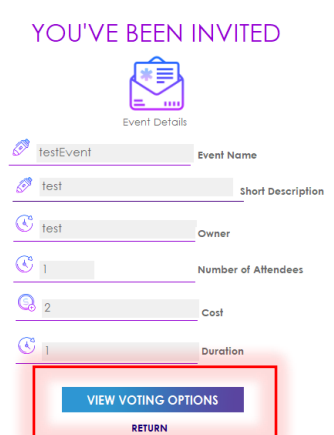 YOU'VE BEEN INVITED
Event Details
testEvent Event Name
test Short Description
test Owner
1 Number of Attendees
2 Cost
1 Duration
VIEW VOTING OPTIONS
RETURN